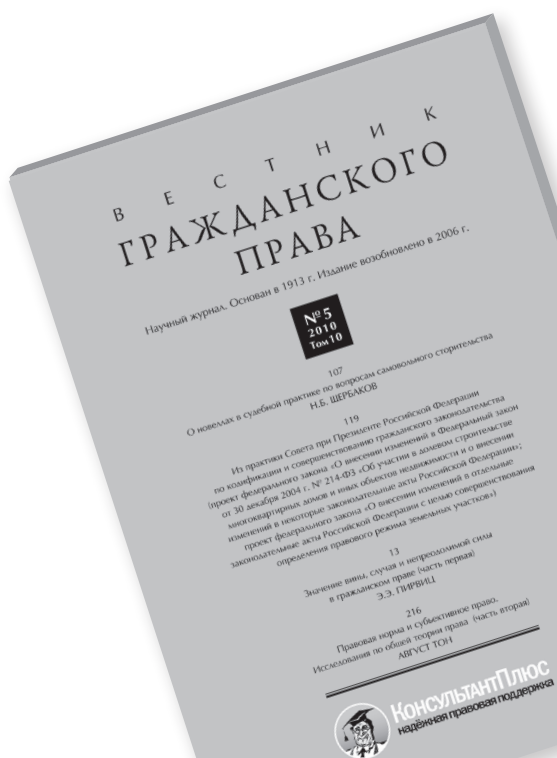 ВЕСТНИК
ГРАЖДАНСКОГО
ПРАВА
Научный журнал. Основан в 1913 г. Издание возобновлено в 2006 г.
№ 5
2010
Том 10
107
О новеллах в судебной практике по вопросам самовольного сторительства
Н.Б. ЩЕРБАКОВ
119
Из практики Совета при Президенте Российской Федерации
по кодификации и совершенствованию гражданского законодательства
(проект федерального закона «О внесении изменений в Федеральный закон
от 30 декабря 2004 г. № 214-ФЗ «Об участии в долевом строительстве
многоквартирных домов и иных объектов недвижимости и о внесении
изменений в некоторые законодательные акты Российской Федерации»;
проект федерального закона «О внесении изменений в отдельные
законодательные акты Российской Федерации с целью совершенствования
определения правового режима земельных участков»)
13
Значение вины, случая и непреодолимой силы
в гражданском праве (часть первая)
Э.Э. ПИРВИЦ
216
Правовая норма и субъективное право.
Исследования по общей теории права (часть вторая)
АВГУСТ ТОН
КонсультантПлюс
надёжная правовая поддержка